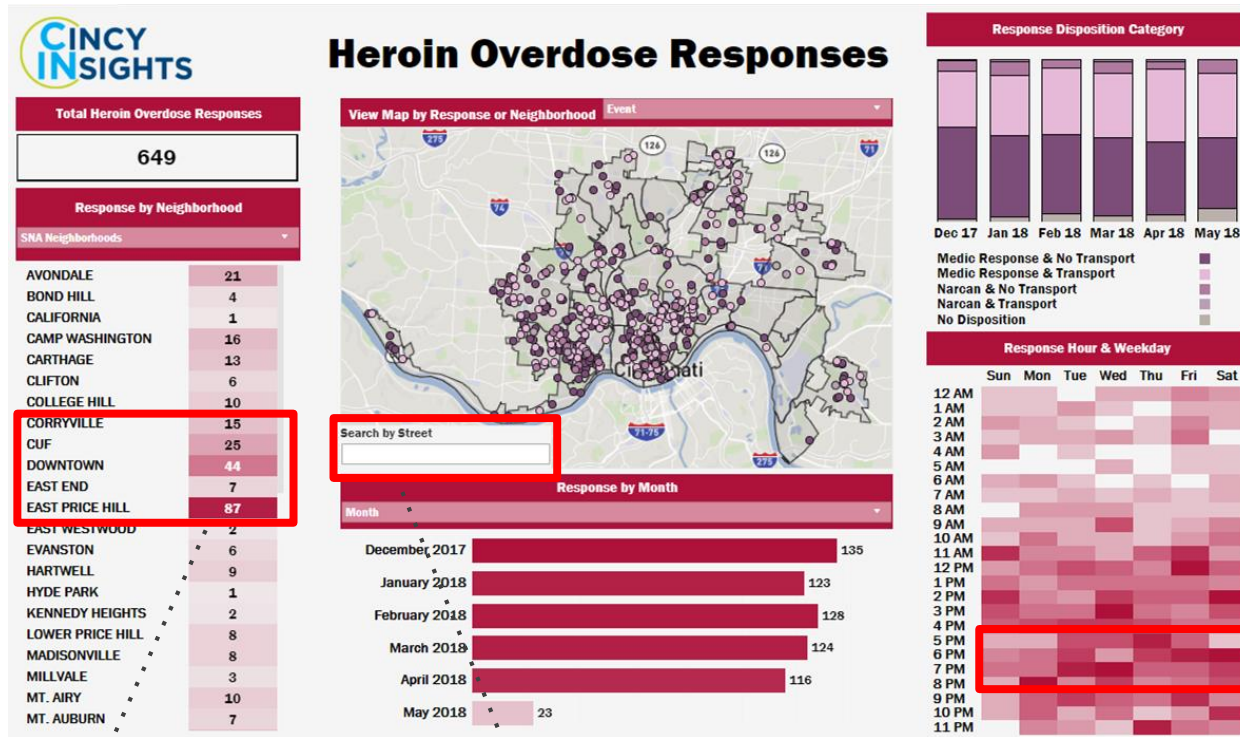 CINCY
INSIGHTS
Heroin Overdose Responses
Total Heroin Overdose Responses
649
Response by Neighborhood
SNA Neighborhoods
AVONDALE 21
BOND HILL 4
CALIFORNIA 1
CAMP WASHINGTON 16
CARTHAGE 13
CLIFTON 6
COLLEGE HILL 10
CORRYVILLE 15
CUF 25
DOWNTOWN 44
EAST END 7
EAST PRICE HILL 87
EAST WESTWOOD 2
EVANSTON 6
HARTWELL 9
HYDE PARK 1
KENNEDY HEIGHTS 2
LOWER PRICE HILL 8
MADISONVILLE 8
MILLVALE 3
MT. AIRY 10
MT. AUBURN 7
View Map by Response or Neighborhood Event
275
126
126
71
74
71
Cincinnati
71-75
275
Search by Street
Response by Month
Month
December 2017 135
January 2018 123
February 2018 128
March 2018 124
April 2018 116
May 2018 23
Response Disposition Category
Dec 17 Jan 18 Feb 18 Mar 18 Apr 18 May 18
Medic Response & No Transport
Medic Response & Transport
Narcan & No Transport
Narcan & Transport
No Disposition
Response Hour & Weekday
Sun Mon Tue Wed Thu Fri Sat
12 AM
1 AM
2 AM
3 AM
4 AM
5 AM
6 AM
7 AM
8 AM
9 AM
10 AM
11 AM
12 PM
1 PM
2 PM
3 PM
4 PM
5 PM
6 PM
7 PM
8 PM
9 PM
10 PM
11 PM